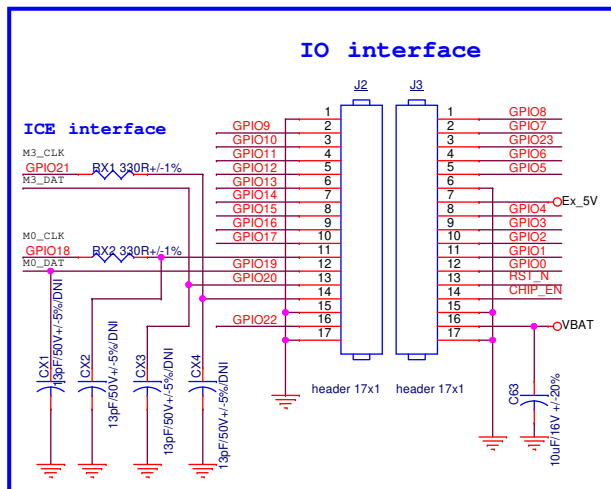 IO interface
J2
J3
ICE interface
M3_CLK
GPIO21
RX1 330R+/-1%
M3_DAT
M0_CLK
GPIO18
RX2 330R+/-1%
M0_DAT
GPIO9
GPIO10
GPIO11
GPIO12
GPIO13
GPIO14
GPIO15
GPIO16
GPIO17
GPIO19
GPIO20
GPIO22
1
2
3
4
5
6
7
8
9
10
11
12
13
14
15
16
17
header 17x1
1
2
3
4
5
6
7
8
9
10
11
12
13
14
15
16
17
header 17x1
GPIO8
GPIO7
GPIO23
GPIO6
GPIO5
Ex_5V
GPIO4
GPIO3
GPIO2
GPIO1
GPIO0
RST_N
CHIP_EN
VBAT
CX1
13pF/50V+/-5%/DNI
CX2
13pF/50V+/-5%/DNI
CX3
13pF/50V+/-5%/DNI
CX4
13pF/50V+/-5%/DNI
C63
10uF/16V +/-20%